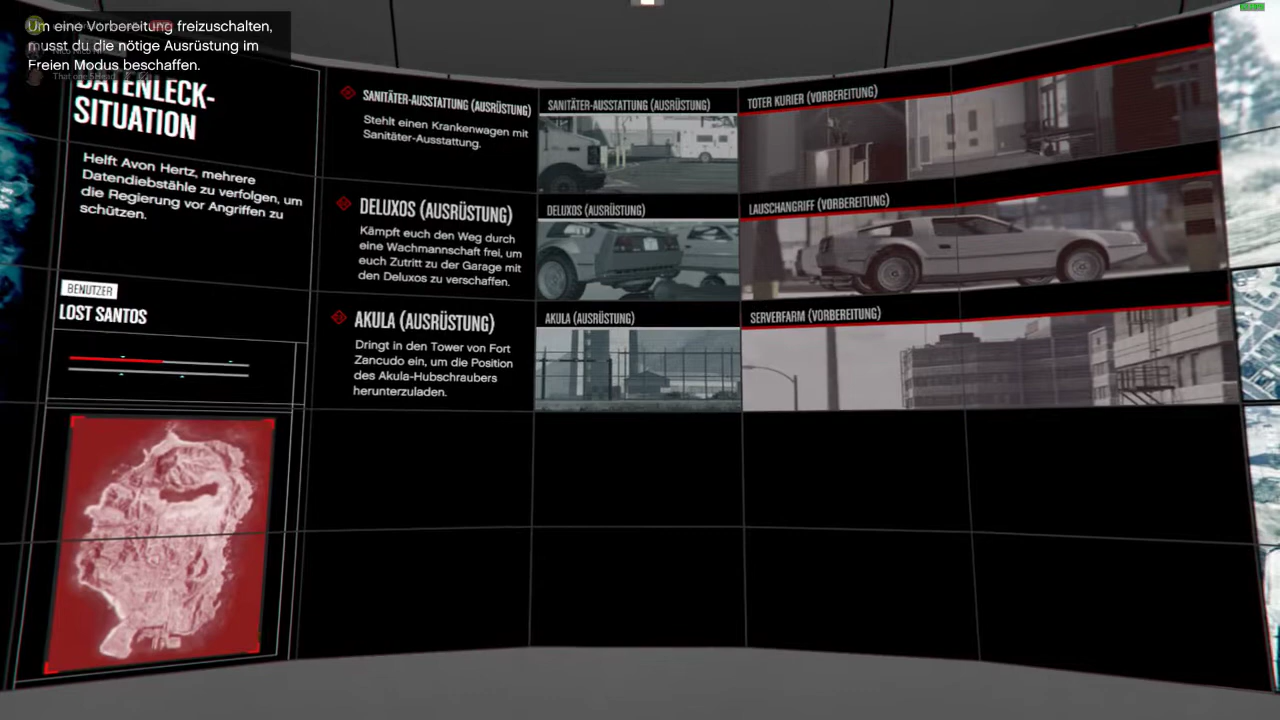 Um eine Vorbereitung freizuschalten,
musst du die nötige Ausrüstung im
Freien Modus beschaffen.
That one
DATENLECK-
SITUATION
Helft Avon Hertz, mehrere
Datendiebstähle zu verfolgen, um
die Regierung vor Angriffen zu
schützen.
BENUTZER
LOST SANTOS
SANITÄTER-AUSSTATTUNG (AUSRÜSTUNG)
Stehlt einen Krankenwagen mit
Sanitäter-Ausstattung.
DELUXOS (AUSRÜSTUNG)
Kämpft euch den Weg durch
eine Wachmannschaft frei, um
euch Zutritt zu der Garage mit
den Deluxos zu verschaffen.
AKULA (AUSRÜSTUNG)
Dringt in den Tower von Fort
Zancudo ein, um die Position
des Akula-Hubschraubers
herunterzuladen.
SANITÄTER-AUSSTATTUNG (AUSRÜSTUNG)
DELUXOS (AUSRÜSTUNG)
AKULA (AUSRÜSTUNG)
TOTER KURIER (VORBEREITUNG)
LAUSCHANGRIFF (VORBEREITUNG)
SERVERFARM (VORBEREITUNG)